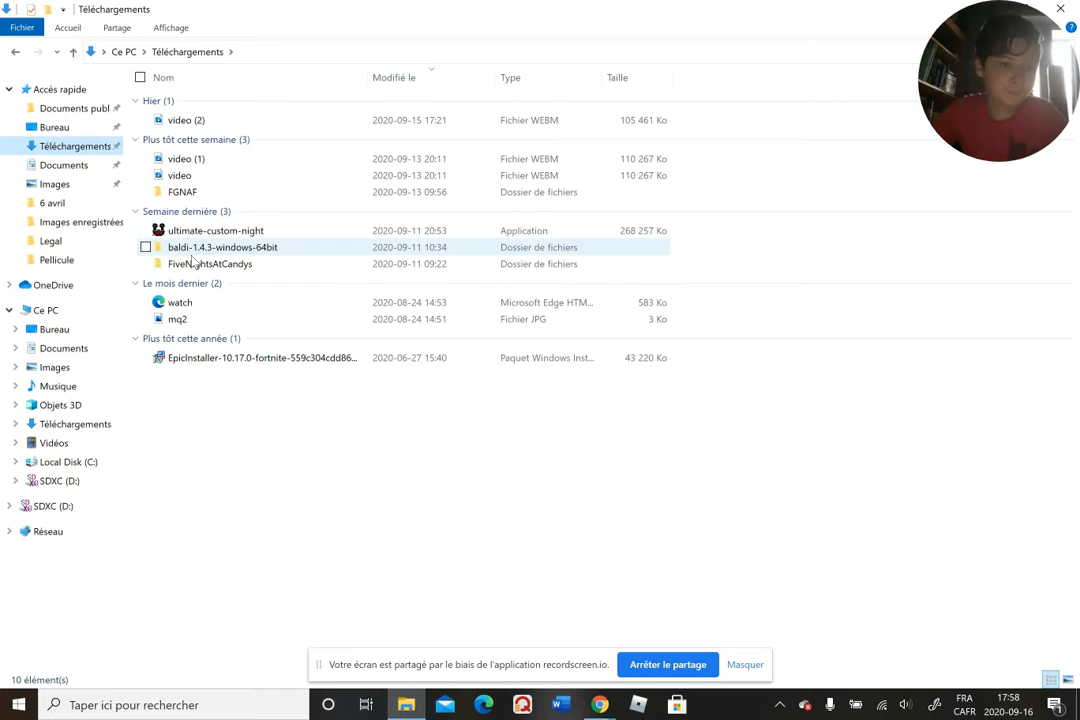 Téléchargements
Fichier Accueil Partage Affichage
Ce PC Téléchargements
Nom Modifié le Type Taille
Hier (1)
video (2) 2020-09-15 17:21 Fichier WEBM 105 461 Ko
Plus tôt cette semaine (3)
video (1) 2020-09-13 20:11 Fichier WEBM 110 267 Ko
video 2020-09-13 20:11 Fichier WEBM 110 267 Ko
FGNAF 2020-09-13 09:56 Dossier de fichiers
Semaine dernière (3)
ultimate-custom-night 2020-09-11 20:53 Application 268 257 Ko
baldi-1.4.3-windows-64bit 2020-09-11 10:34 Dossier de fichiers
FiveNightsAtCandys 2020-09-11 09:22 Dossier de fichiers
Le mois dernier (2)
watch 2020-08-24 14:53 Microsoft Edge HTM... 583 Ko
mq2 2020-08-24 14:51 Fichier JPG 3 Ko
Plus tôt cette année (1)
EpicInstaller-10.17.0-fortnite-559c304cdd86... 2020-06-27 15:40 Paquet Windows Inst... 43 220 Ko
Accès rapide
Documents publ
Bureau
Téléchargements
Documents
Images
6 avril
Images enregistrées
Legal
Pellicule
OneDrive
Ce PC
Bureau
Documents
Images
Musique
Objets 3D
Téléchargements
Vidéos
Local Disk (C:)
SDXC (D:)
SDXC (D:)
Réseau
Votre écran est partagé par le biais de l'application recordscreen.io. Arrêter le partage Masquer
10 élément(s)
Taper ici pour rechercher
FRA
CAFR
17:58
2020-09-16
1